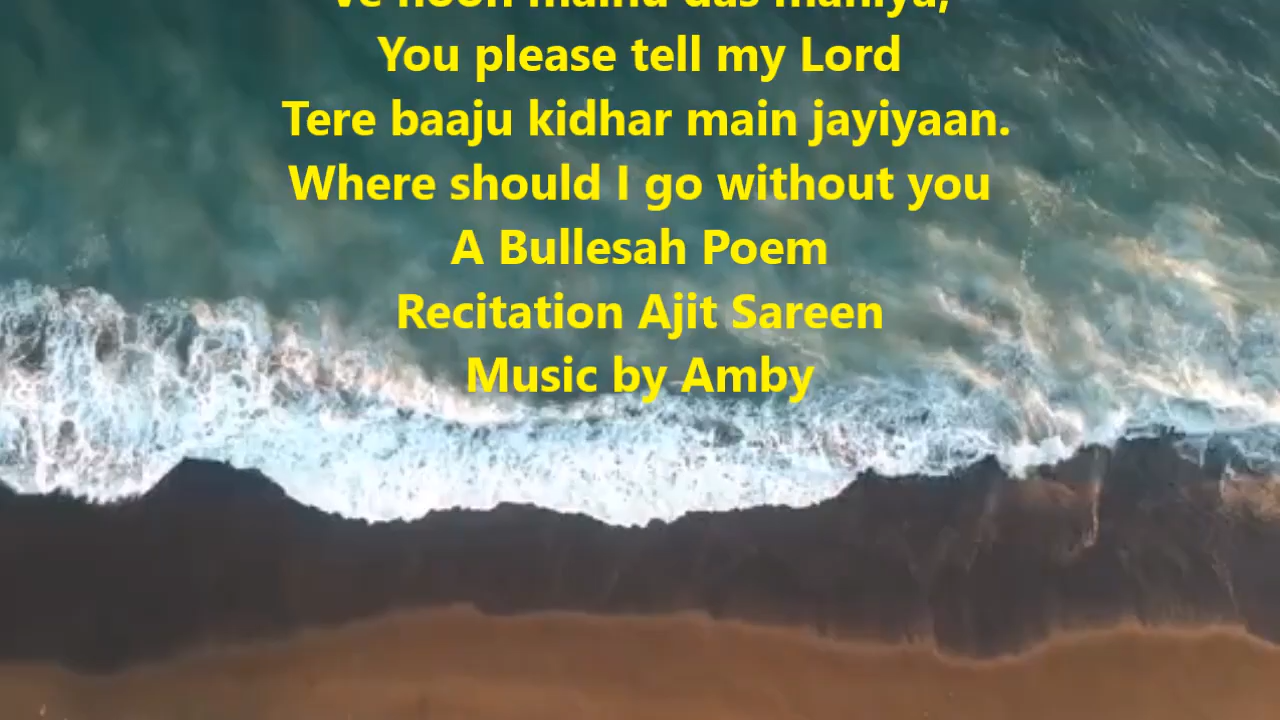 You please tell my Lord
Tere baaju kidhar main jayiyaan.
Where should I go without you
A Bullesah Poem
Recitation Ajit Sareen
Music by Amby